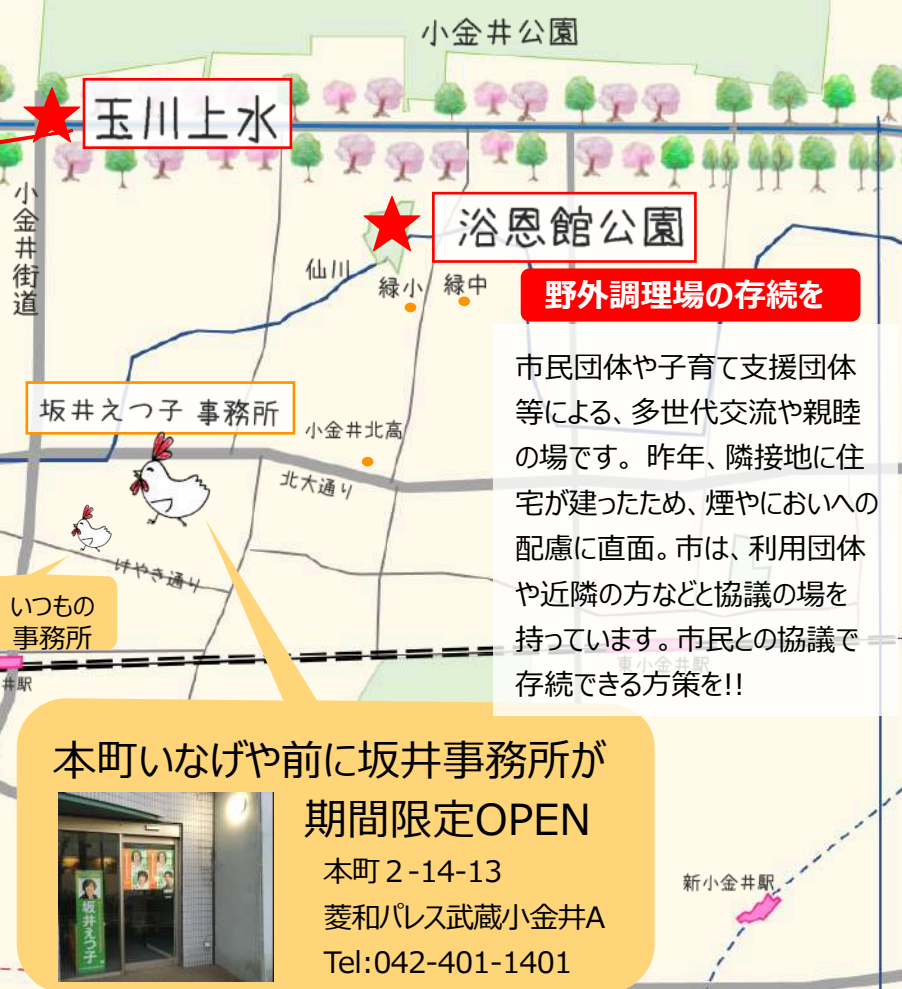 小金井公園
玉川上水
小金井街道
浴恩館公園
仙川
緑小
緑中
野外調理場の存続を
市民団体や子育て支援団体
等による、多世代交流や親睦
の場です。昨年、隣接地に住
宅が建ったため、煙やにおいへの
配慮に直面。市は、利用団体
や近隣の方などと協議の場を
持っています。市民との協議で
存続できる方策を!!
坂井えつ子 事務所
小金井北高
北大通り
けやき通り
いつもの
事務所
東小金井駅
井駅
本町いなげや前に坂井事務所が
期間限定OPEN
本町2-14-13
菱和パレス武蔵小金井A
Tel:042-401-1401
坂井えつ子
新小金井駅